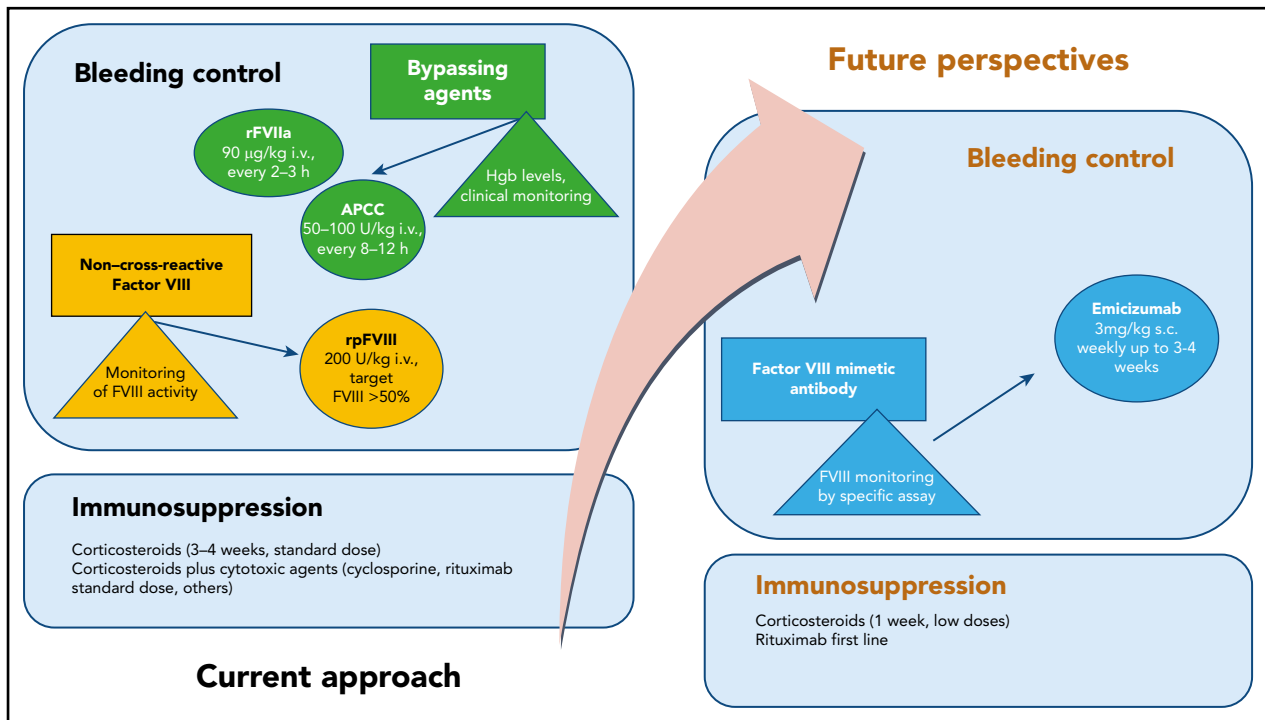 Bleeding control
Bypassing
agents
rFVIIa
90 μg/kg i.v.,
every 2–3 h
Hgb levels,
clinical monitoring
APCC
50–100 U/kg i.v.,
every 8–12 h
Non–cross-reactive
Factor VIII
Monitoring
of FVIII activity
rpFVIII
200 U/kg i.v.,
target
FVIII >50%
Immunosuppression
Corticosteroids (3–4 weeks, standard dose)
Corticosteroids plus cytotoxic agents (cyclosporine, rituximab
standard dose, others)
Current approach
Future perspectives
Bleeding control
Emicizumab
3mg/kg s.c.
weekly up to 3-4
weeks
Factor VIII mimetic
antibody
FVIII monitoring
by specific assay
Immunosuppression
Corticosteroids (1 week, low doses)
Rituximab first line